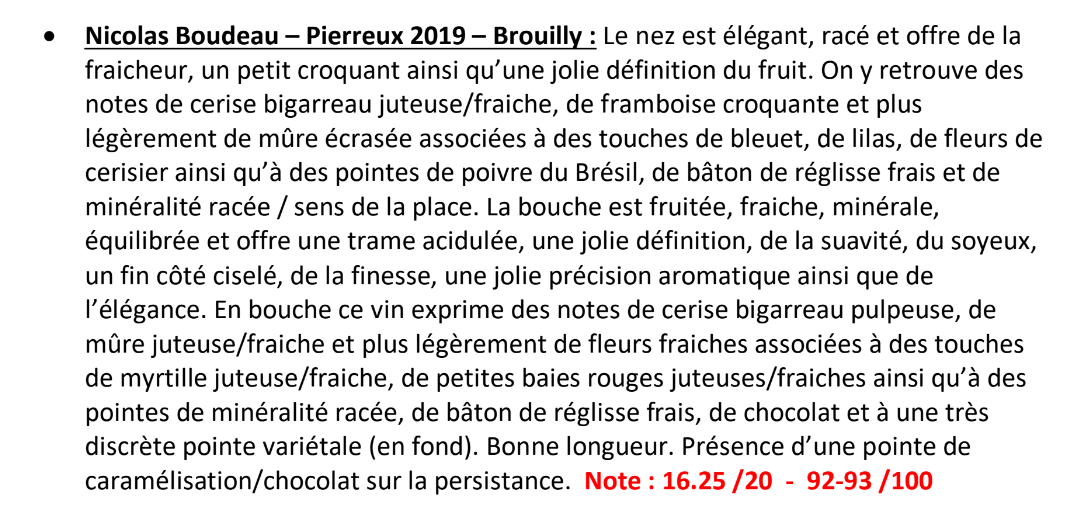 • Nicolas Boudeau – Pierreux 2019 – Brouilly : Le nez est élégant, racé et offre de la
fraicheur, un petit croquant ainsi qu’une jolie définition du fruit. On y retrouve des
notes de cerise bigarreau juteuse/fraiche, de framboise croquante et plus
légèrement de mûre écrasée associées à des touches de bleuet, de lilas, de fleurs de
cerisier ainsi qu’à des pointes de poivre du Brésil, de bâton de réglisse frais et de
minéralité racée / sens de la place. La bouche est fruitée, fraiche, minérale,
équilibrée et offre une trame acidulée, une jolie définition, de la suavité, du soyeux,
un fin côté ciselé, de la finesse, une jolie précision aromatique ainsi que de
l’élégance. En bouche ce vin exprime des notes de cerise bigarreau pulpeuse, de
mûre juteuse/fraiche et plus légèrement de fleurs fraiches associées à des touches
de myrtille juteuse/fraiche, de petites baies rouges juteuses/fraiches ainsi qu’à des
pointes de minéralité racée, de bâton de réglisse frais, de chocolat et à une très
discrète pointe variétale (en fond). Bonne longueur. Présence d’une pointe de
caramélisation/chocolat sur la persistance. Note : 16.25 /20 - 92-93 /100